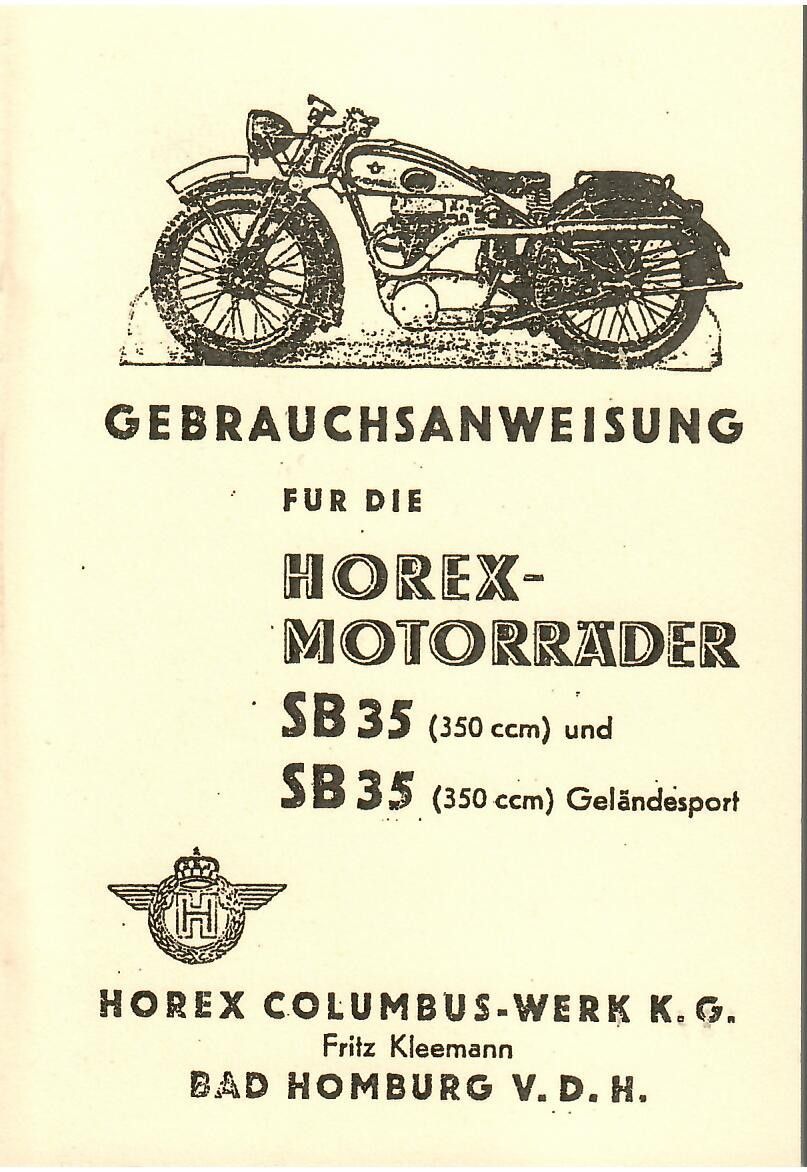 GEBRAUCHSANWEISUNG
FUR DIE
HOREX-
MOTORRÄDER
SB 35 (350 ccm) und
SB 35 (350 ccm) Geländesport
H
HOREX COLUMBUS-WERK K. G.
Fritz Kleemann
BAD HOMBURG V. D. H.